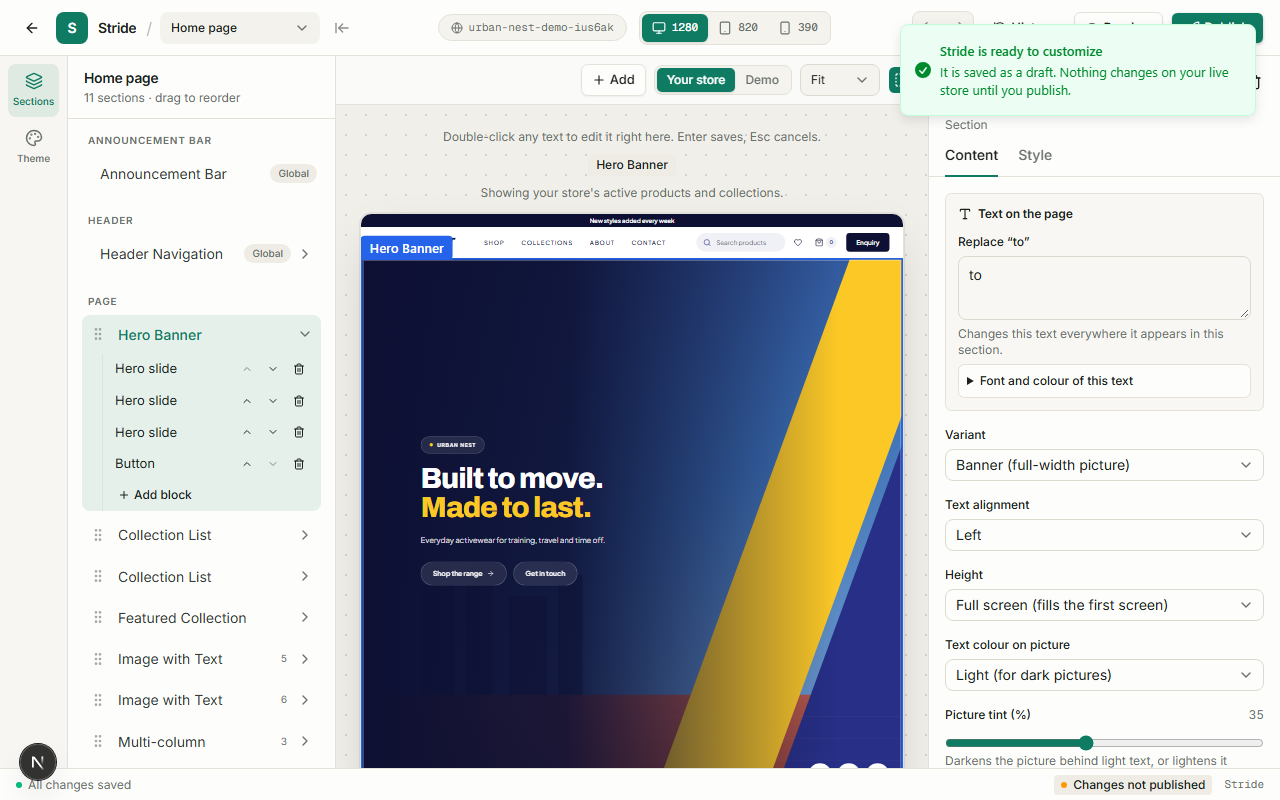 S
Stride
/
Home page
urban-nest-demo-ius6ak
1280
820
390
Stride is ready to customize
It is saved as a draft. Nothing changes on your live
store until you publish.
Sections
Theme
Home page
11 sections · drag to reorder
ANNOUNCEMENT BAR
Announcement Bar
Global
HEADER
Header Navigation
Global
PAGE
Hero Banner
Hero slide
Hero slide
Hero slide
Button
+ Add block
Collection List
Collection List
Featured Collection
Image with Text
5
Image with Text
6
Multi-column
3
N
+ Add
Your store
Demo
Fit
Double-click any text to edit it right here. Enter saves, Esc cancels.
Hero Banner
Showing your store's active products and collections.
New styles added every week
Hero Banner
SHOP
COLLECTIONS
ABOUT
CONTACT
Search products
0
Enquiry
URBAN NEST
Built to move.
Made to last.
Everyday activewear for training, travel and time off.
Shop the range →
Get in touch
Section
Content
Style
Text on the page
Replace “to”
to
Changes this text everywhere it appears in this
section.
Font and colour of this text
Variant
Banner (full-width picture)
Text alignment
Left
Height
Full screen (fills the first screen)
Text colour on picture
Light (for dark pictures)
Picture tint (%)
35
Darkens the picture behind light text, or lightens it
All changes saved
Changes not published
Stride